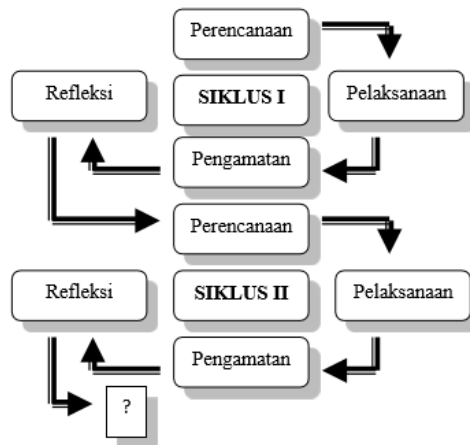 Perencanaan
Refleksi
SIKLUS I
Pelaksanaan
Pengamatan
Perencanaan
Refleksi
SIKLUS II
Pelaksanaan
Pengamatan
?